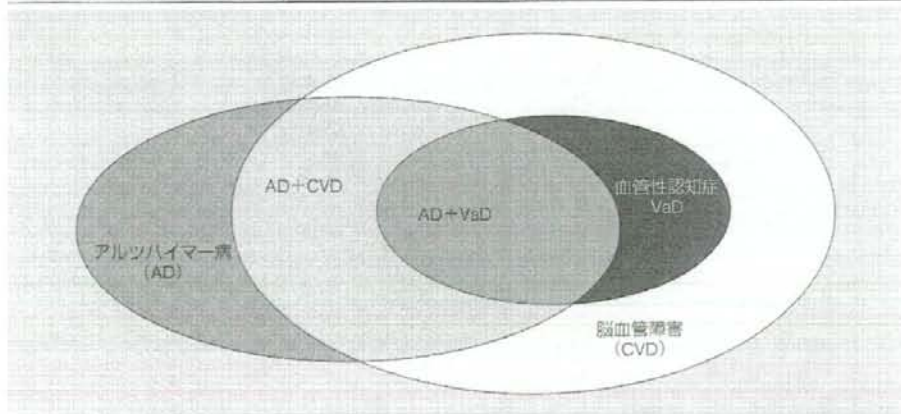 AD+CVD
AD+VaD
血管性認知症
VaD
アルツハイマー病
(AD)
脳血管障害
(CVD)